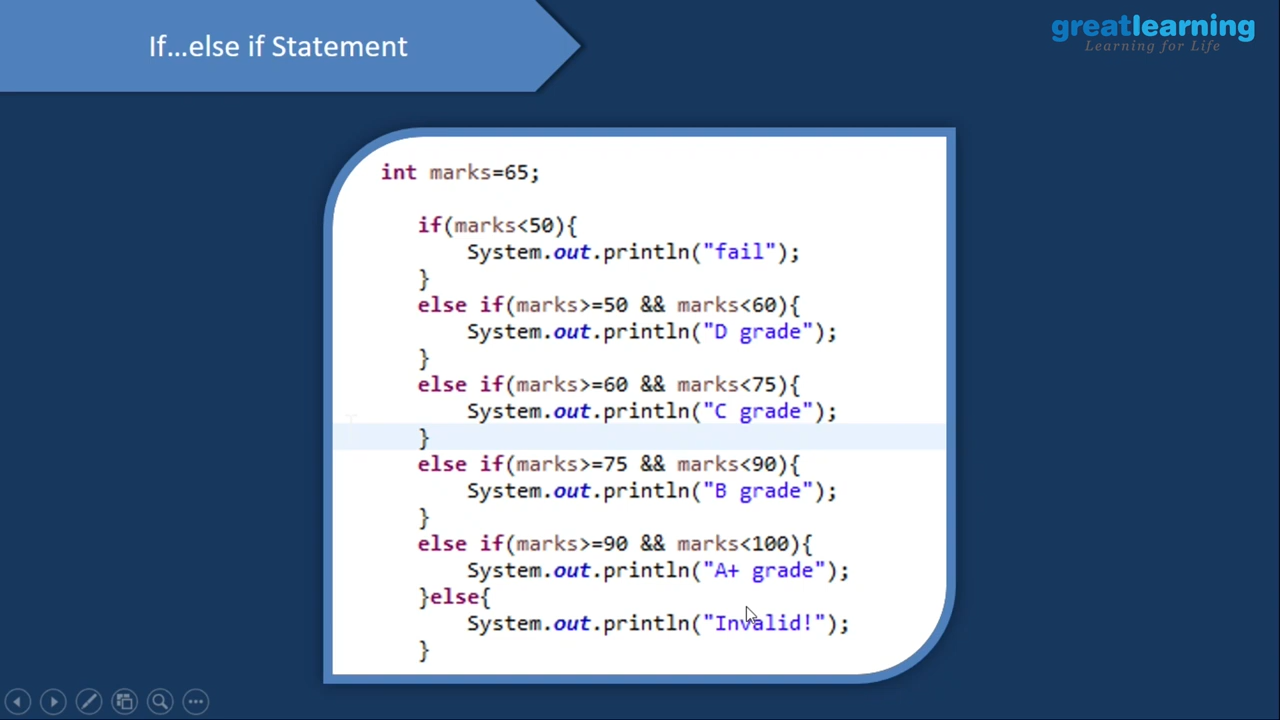 If...else if Statement
greatlearning
Learning for Life
int marks=65;
if(marks<50){
System.out.println("fail");
}
else if(marks>=50 && marks<60){
System.out.println("D grade");
}
else if(marks>=60 && marks<75){
System.out.println("C grade");
}
else if(marks>=75 && marks<90){
System.out.println("B grade");
}
else if(marks>=90 && marks<100){
System.out.println("A+ grade");
}else{
System.out.println("Invalid!");
}